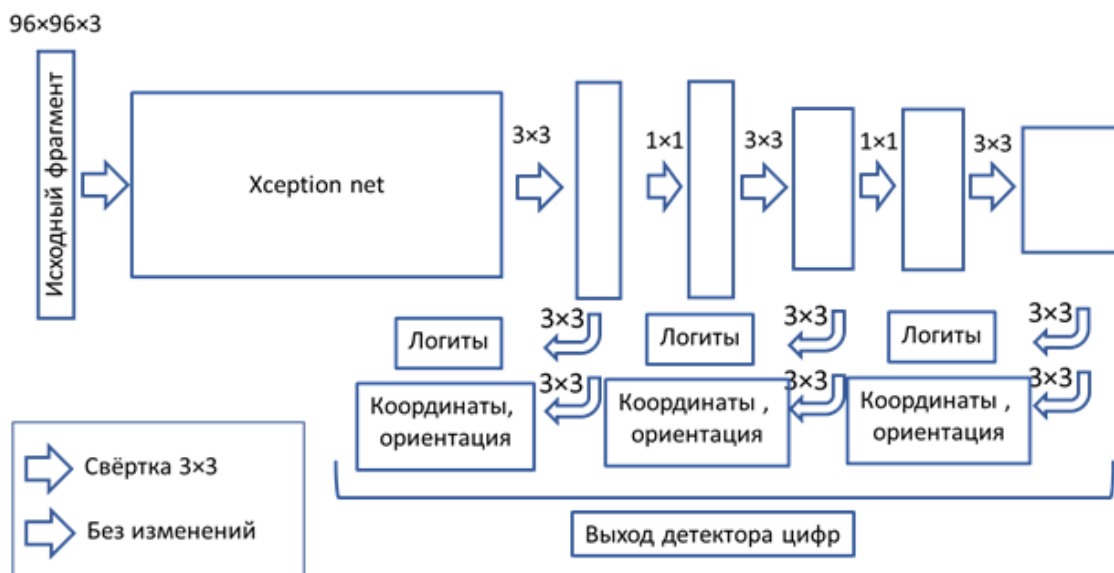 96×96×3
Исходный фрагмент
Xception net
3×3
1×1
3×3
1×1
3×3
3×3
3×3
3×3
Логиты
Логиты
Логиты
3×3
3×3
3×3
Координаты,
ориентация
Координаты ,
ориентация
Координаты ,
ориентация
Свёртка 3×3
Без изменений
Выход детектора цифр